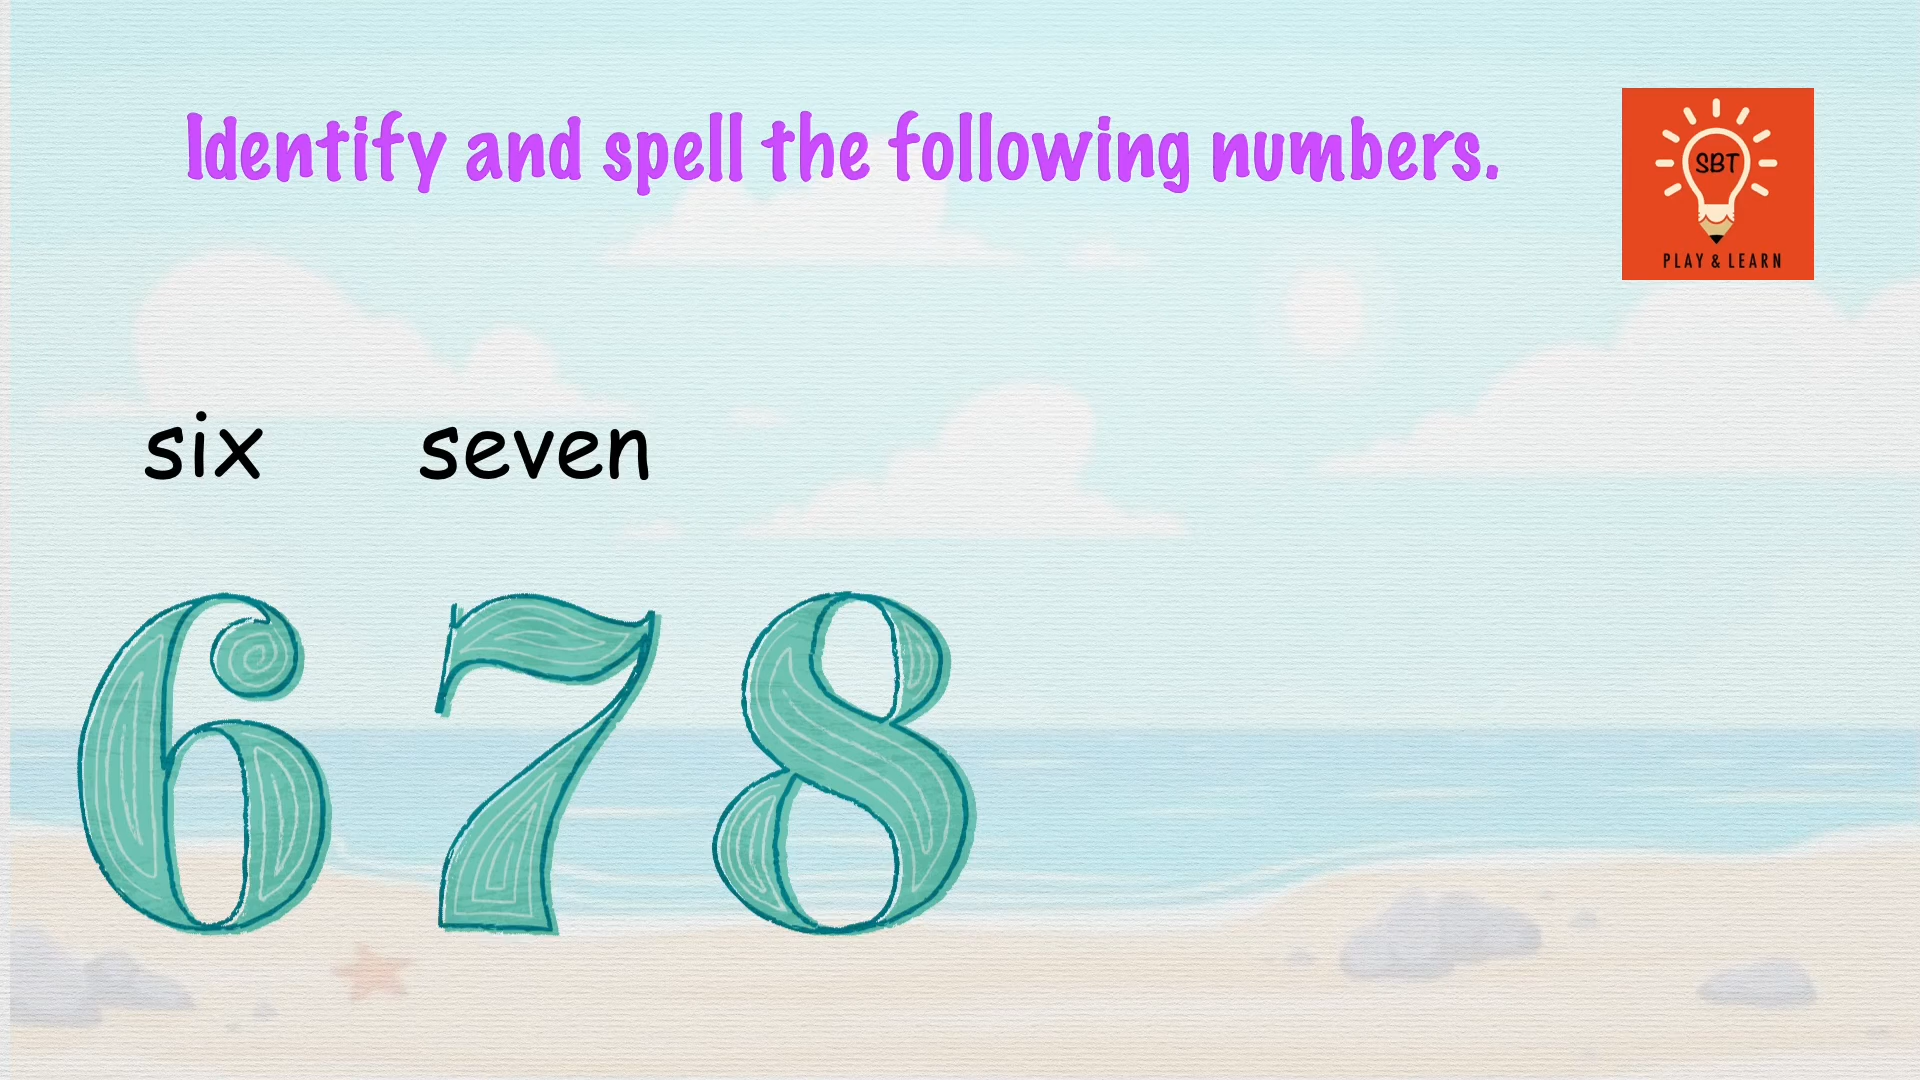 Identify and spell the following numbers.
SBT
PLAY & LEARN
six seven
6 7 8